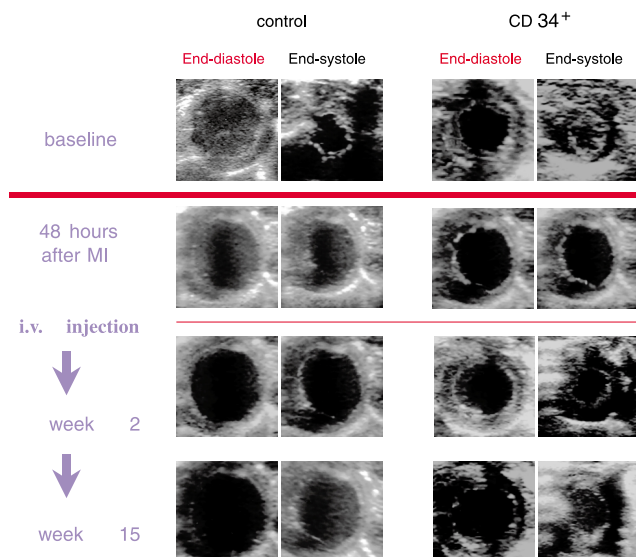 control CD 34+
End-diastole End-systole End-diastole End-systole
baseline
48 hours
after MI
i.v. injection
week 2
week 15